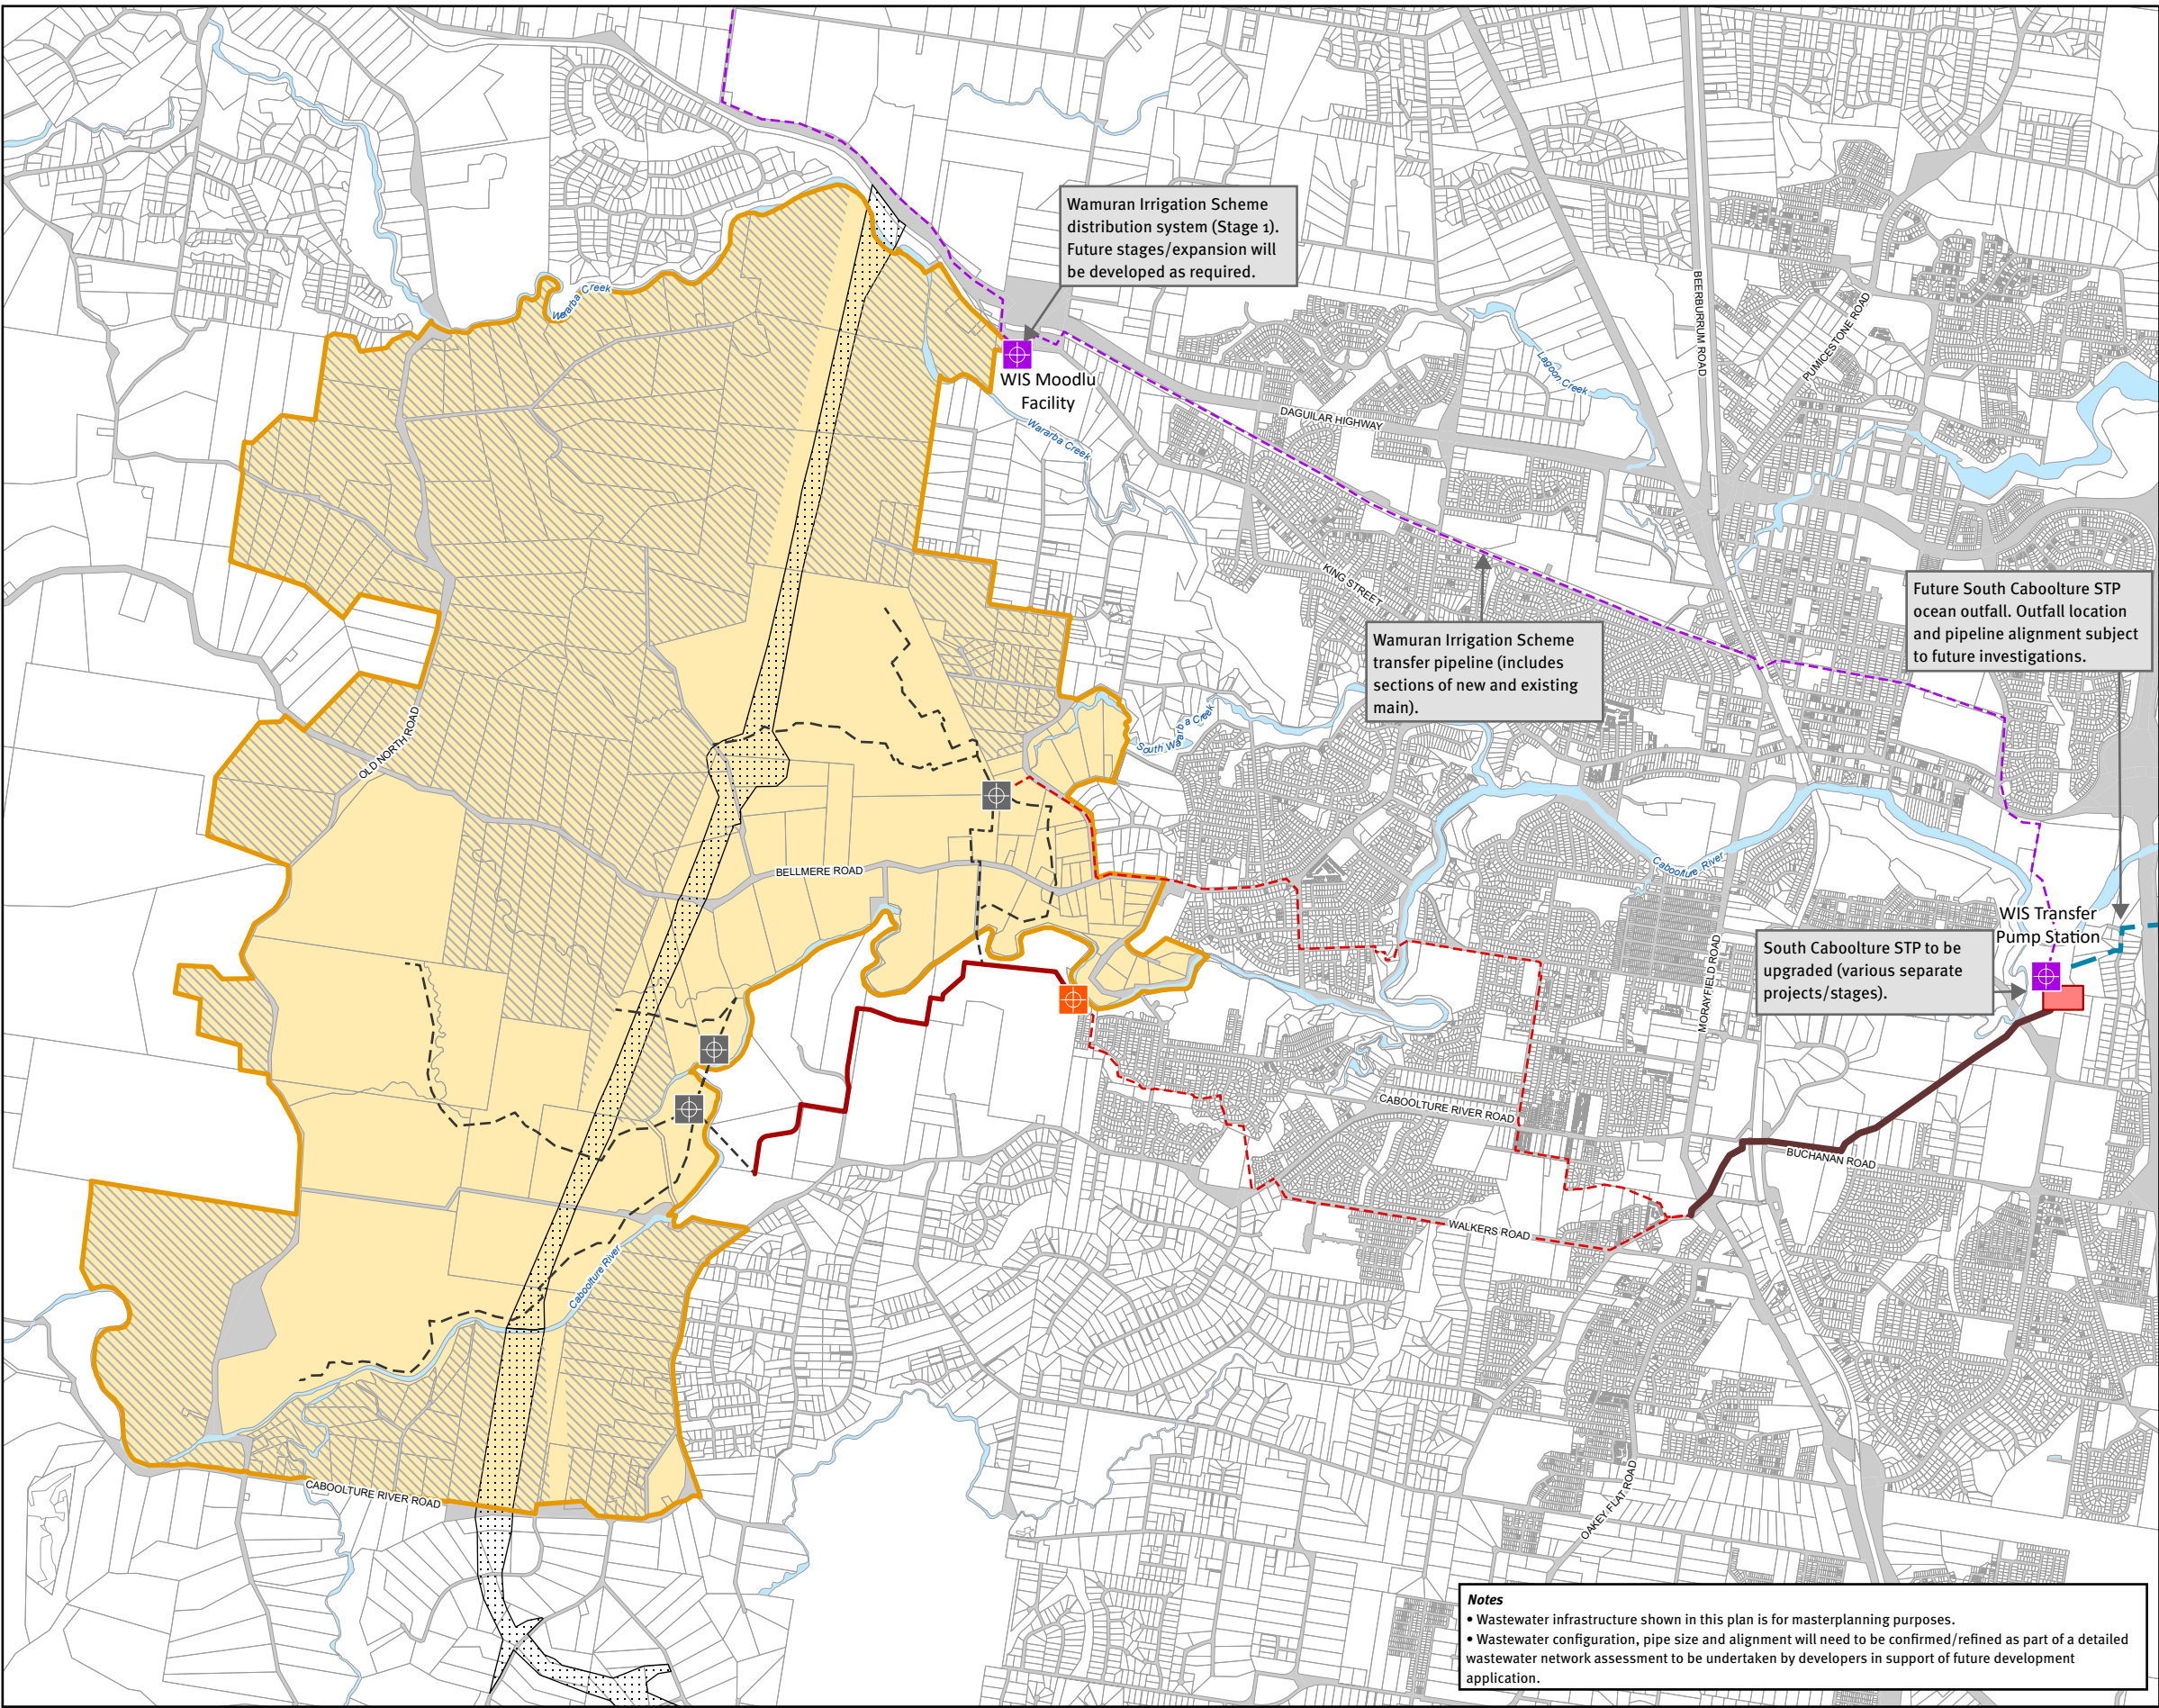 Wamuran Irrigation Scheme
distribution system (Stage 1).
Future stages/expansion will
be developed as required.
Wararba Creek
BEERBURRUM ROAD
PUMICESTONE ROAD
Lagoon Creek
WIS Moodlu
Facility
DAGUILAR HIGHWAY
Wararba Creek
KING STREET
Future South Caboolture STP
ocean outfall. Outfall location
and pipeline alignment subject
to future investigations.
Wamuran Irrigation Scheme
transfer pipeline (includes
sections of new and existing
main).
South Wararba Creek
OLD NORTH ROAD
BELLMERE ROAD
Caboolture River
WIS Transfer
Pump Station
MORAYFIELD ROAD
South Caboolture STP to be
upgraded (various separate
projects/stages).
CABOOLTURE RIVER ROAD
BUCHANAN ROAD
WALKERS ROAD
Caboolture River
CABOOLTURE RIVER ROAD
OAKEY FLAT ROAD
Notes
• Wastewater infrastructure shown in this plan is for masterplanning purposes.
• Wastewater configuration, pipe size and alignment will need to be confirmed/refined as part of a detailed
wastewater network assessment to be undertaken by developers in support of future development
application.